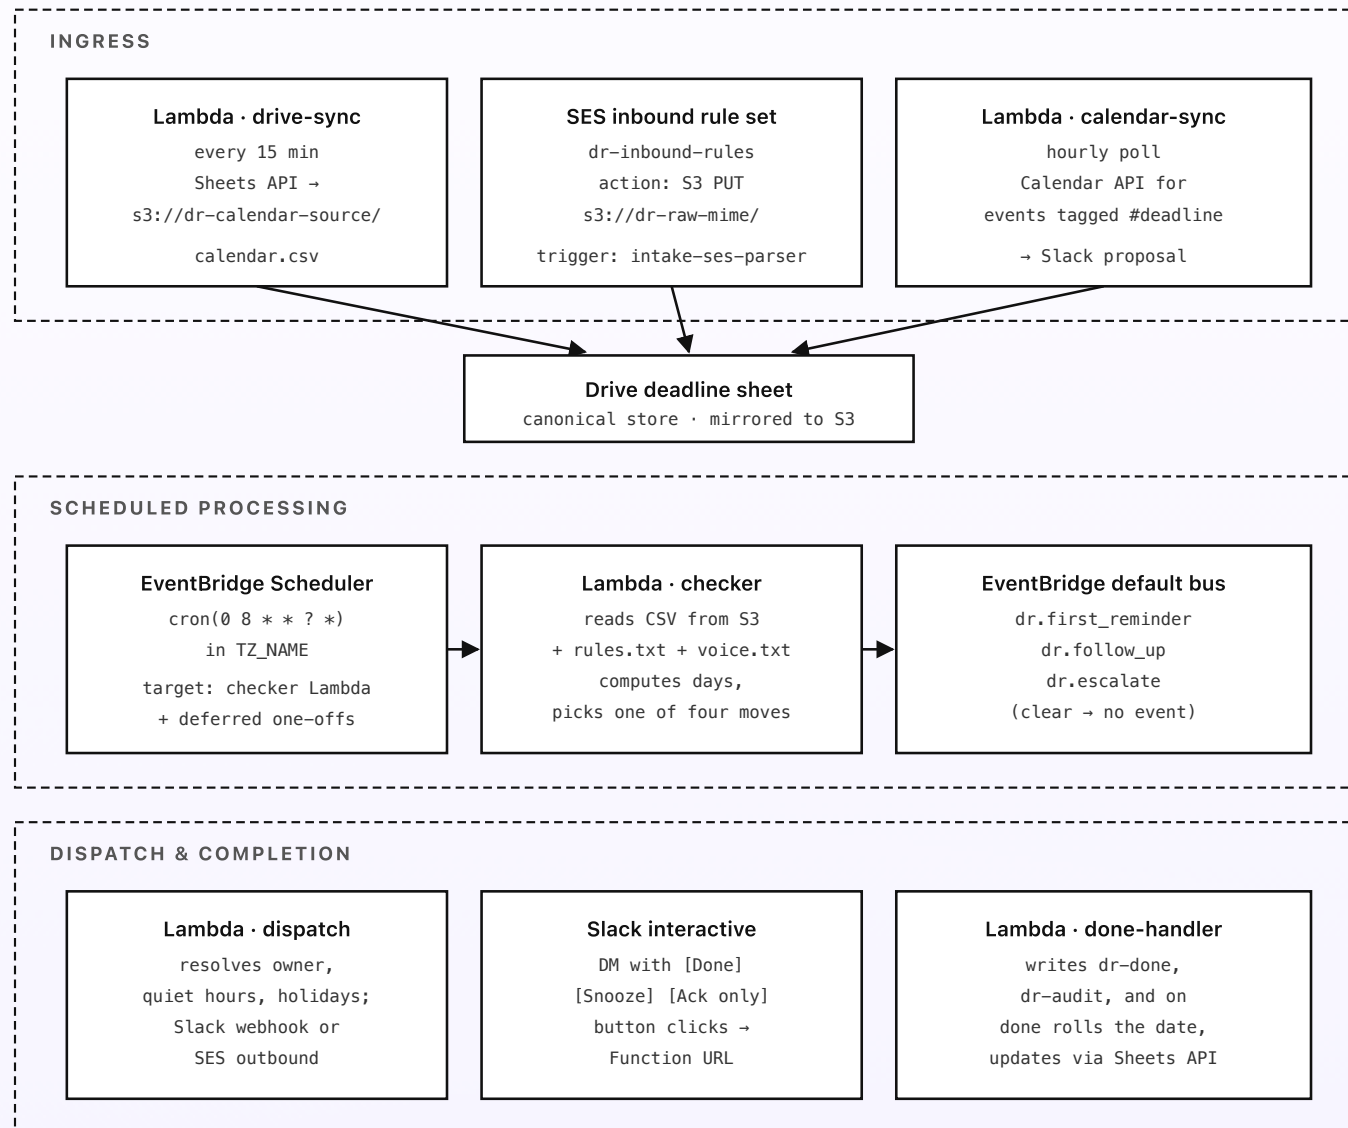 INGRESS
Lambda · drive-sync
every 15 min
Sheets API →
s3://dr-calendar-source/
calendar.csv
SES inbound rule set
dr-inbound-rules
action: S3 PUT
s3://dr-raw-mime/
trigger: intake-ses-parser
Lambda · calendar-sync
hourly poll
Calendar API for
events tagged #deadline
→ Slack proposal
Drive deadline sheet
canonical store · mirrored to S3
SCHEDULED PROCESSING
EventBridge Scheduler
cron(0 8 * * ? *)
in TZ_NAME
target: checker Lambda
+ deferred one-offs
Lambda · checker
reads CSV from S3
+ rules.txt + voice.txt
computes days,
picks one of four moves
EventBridge default bus
dr.first_reminder
dr.follow_up
dr.escalate
(clear → no event)
DISPATCH & COMPLETION
Lambda · dispatch
resolves owner,
quiet hours, holidays;
Slack webhook or
SES outbound
Slack interactive
DM with [Done]
[Snooze] [Ack only]
button clicks →
Function URL
Lambda · done-handler
writes dr-done,
dr-audit, and on
done rolls the date,
updates via Sheets API